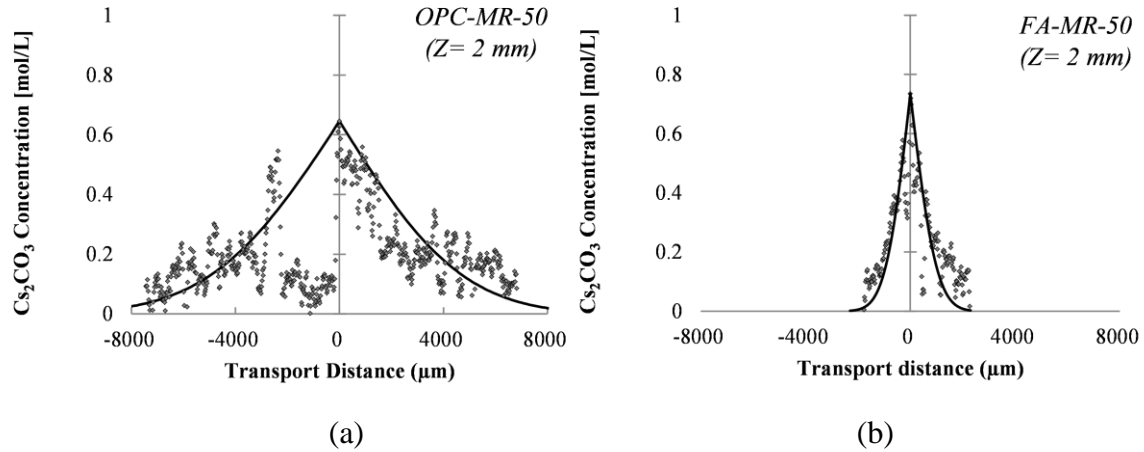 OPC-MR-50
(Z= 2 mm)
Cs2CO3 Concentration [mol/L]
1
0.8
0.6
0.4
0.2
0
-8000 -4000 0 4000 8000
Transport Distance (µm)
(a)
FA-MR-50
(Z= 2 mm)
Cs2CO3 Concentration [mol/L]
1
0.8
0.6
0.4
0.2
0
-8000 -4000 0 4000 8000
Transport distance (µm)
(b)